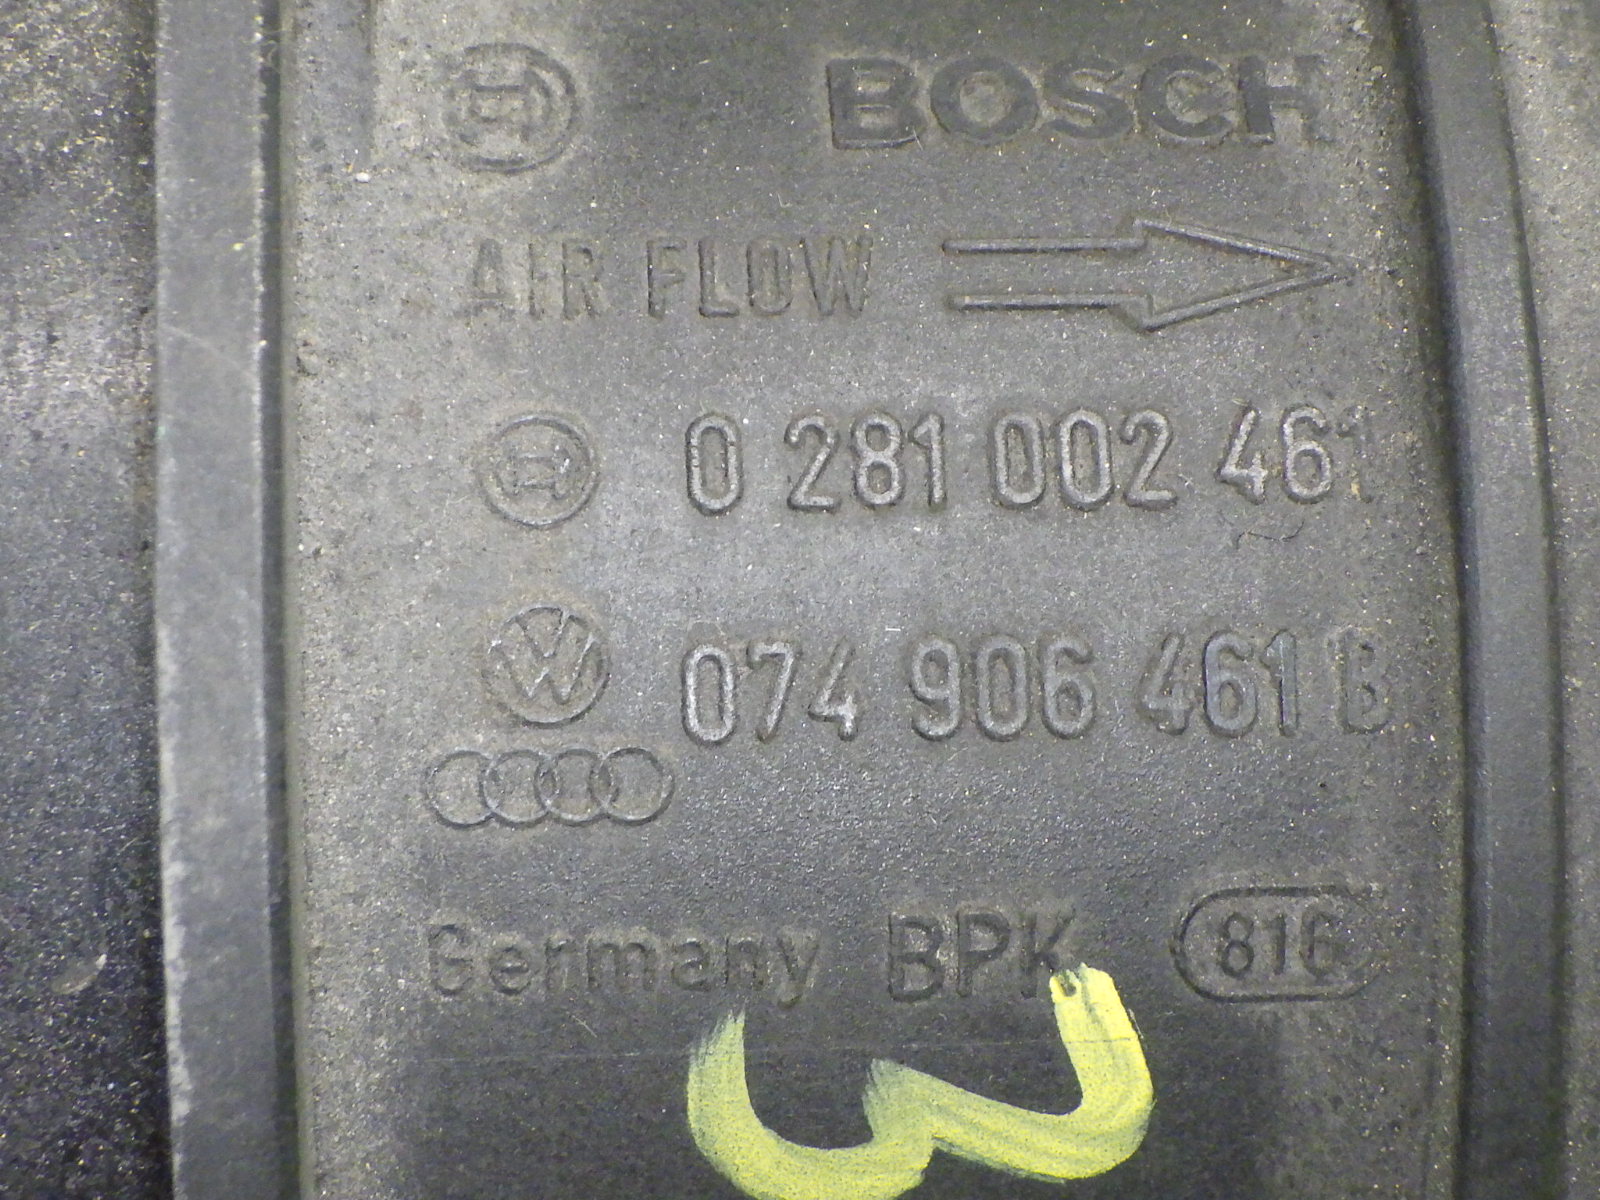 BOSCH
AIR FLOW
0 281 002 461
074 906 461 B
Germany BPK 816